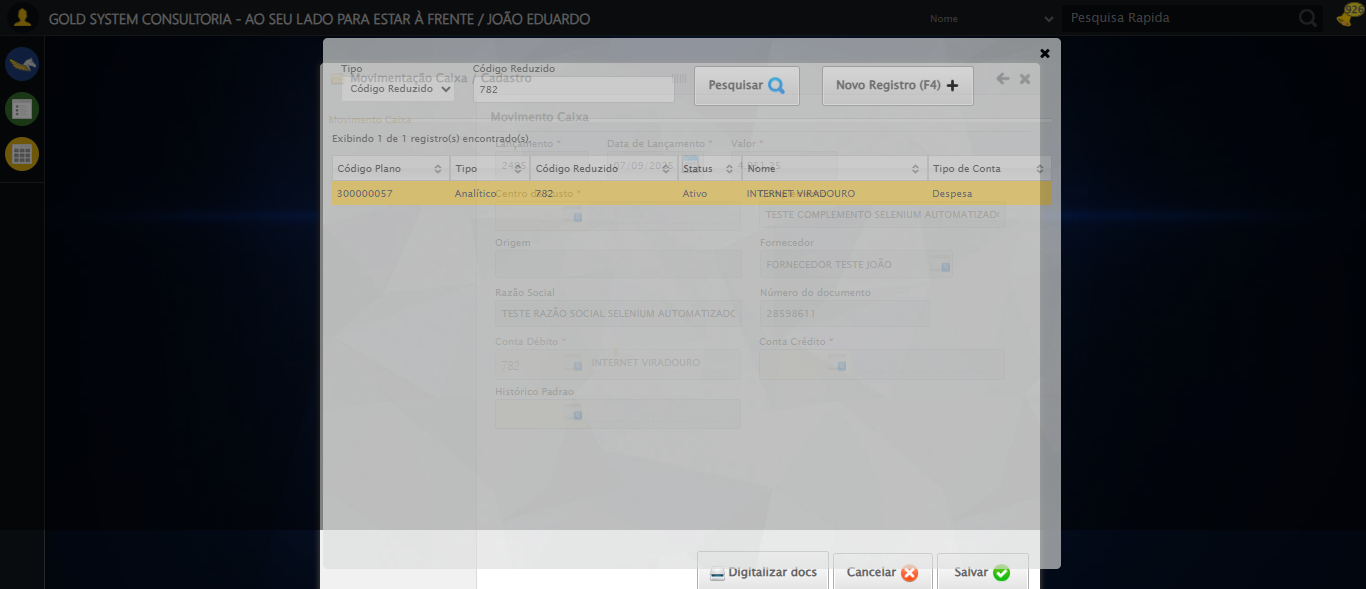 GOLD SYSTEM CONSULTORIA - AO SEU LADO PARA ESTAR À FRENTE / JOÃO EDUARDO
Nome
Pesquisa Rapida
926
Tipo
Código Reduzido
Movimentação Caixa / Cadastro
Código Reduzido
782
Pesquisar
Novo Registro (F4)
Movimento Caixa
Movimento Caixa
Exibindo 1 de 1 registro(s) encontrado(s).
Lançamento *
Data de Lançamento *
Valor *
07/09/2025
Código Plano
Tipo
Código Reduzido
Status
Nome
Tipo de Conta
300000057
Analítico
782
Ativo
INTERNET VIRADOURO
Despesa
Centro de Custo *
TESTE COMPLEMENTO SELENIUM AUTOMATIZADO
Origem
Fornecedor
FORNECEDOR TESTE JOÃO
Razão Social
Número do documento
TESTE RAZÃO SOCIAL SELENIUM AUTOMATIZADO
28598611
Conta Débito *
Conta Crédito *
782
INTERNET VIRADOURO
Histórico Padrao
Digitalizar docs
Cancelar
Salvar